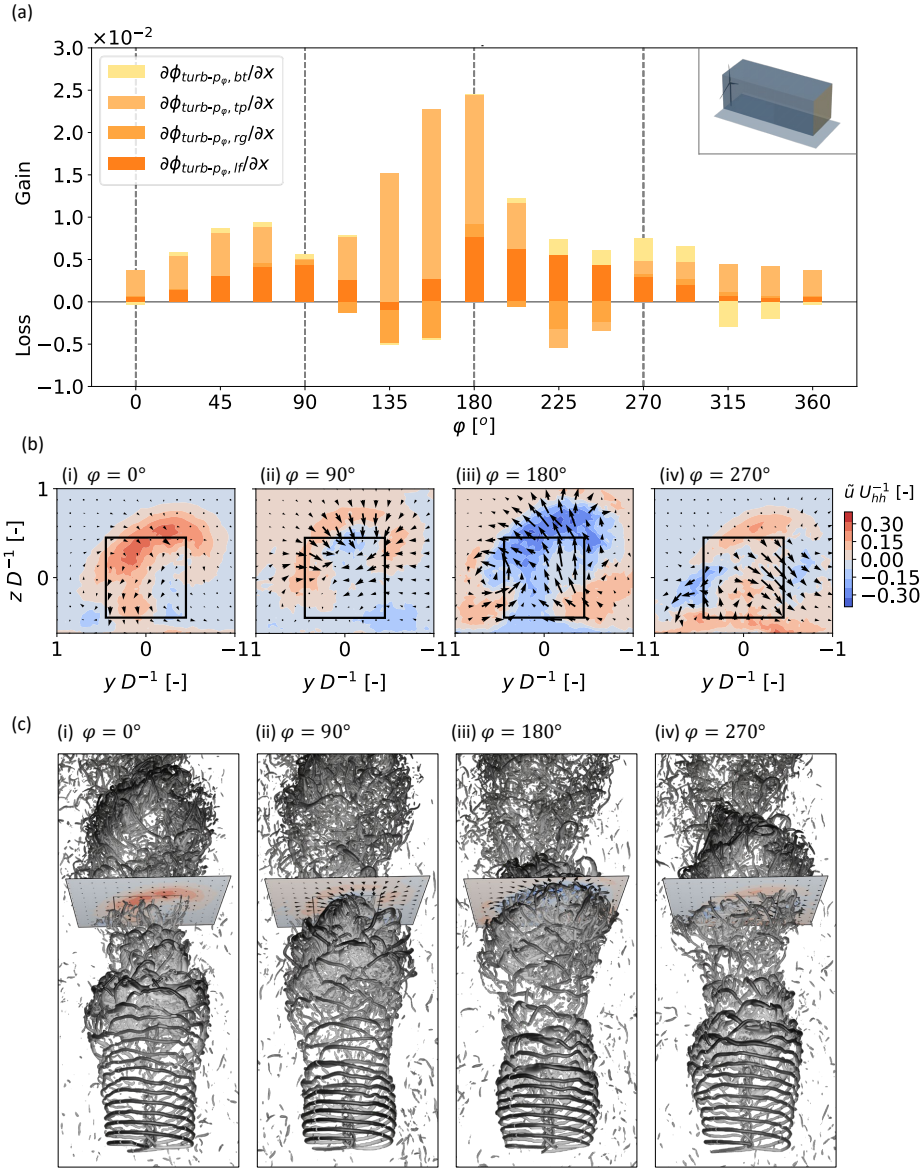 (a)
×10⁻²
3.0
2.5
2.0
1.5
1.0
0.5
0.0
−0.5
−1.0
Gain
Loss
∂ϕturb-pφ, bt/∂x
∂ϕturb-pφ, tp/∂x
∂ϕturb-pφ, rg/∂x
∂ϕturb-pφ, lf/∂x
0 45 90 135 180 225 270 315 360
φ [°]
(b)
(i) φ = 0° (ii) φ = 90° (iii) φ = 180° (iv) φ = 270°
ũ U_hh⁻¹ [-]
1
0
z D⁻¹ [-]
0.30
0.15
−0.15
−0.30
1 0 −1 1 0 −1 1 0 −1 1 0 −1
y D⁻¹ [-] y D⁻¹ [-] y D⁻¹ [-] y D⁻¹ [-]
(c)
(i) φ = 0° (ii) φ = 90° (iii) φ = 180° (iv) φ = 270°